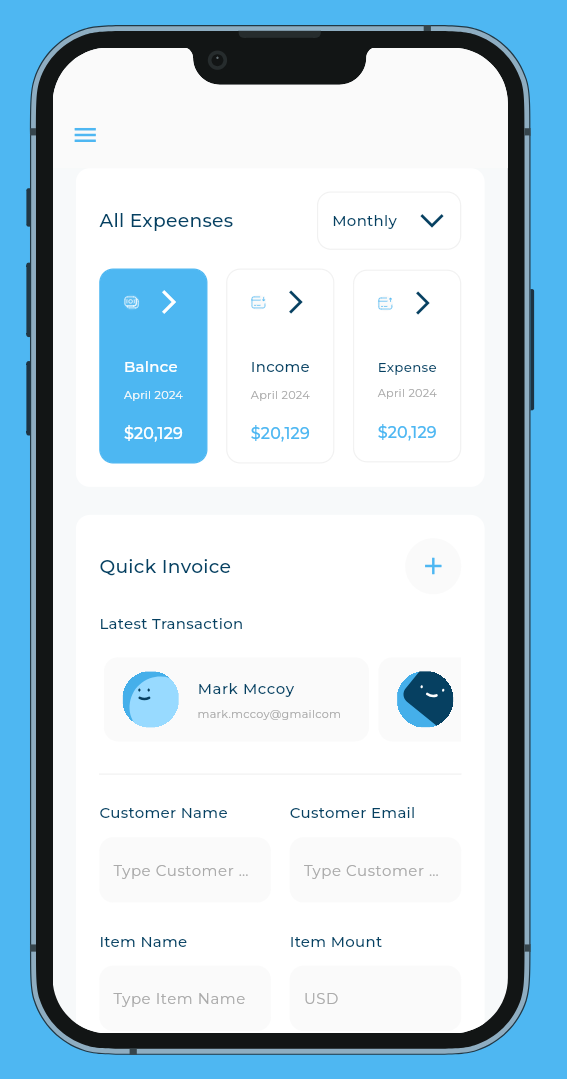 All Expeenses
Monthly
Balnce
April 2024
$20,129
Income
April 2024
$20,129
Expense
April 2024
$20,129
Quick Invoice
Latest Transaction
Mark Mccoy
mark.mccoy@gmailcom
Customer Name
Customer Email
Type Customer ...
Type Customer ...
Item Name
Item Mount
Type Item Name
USD